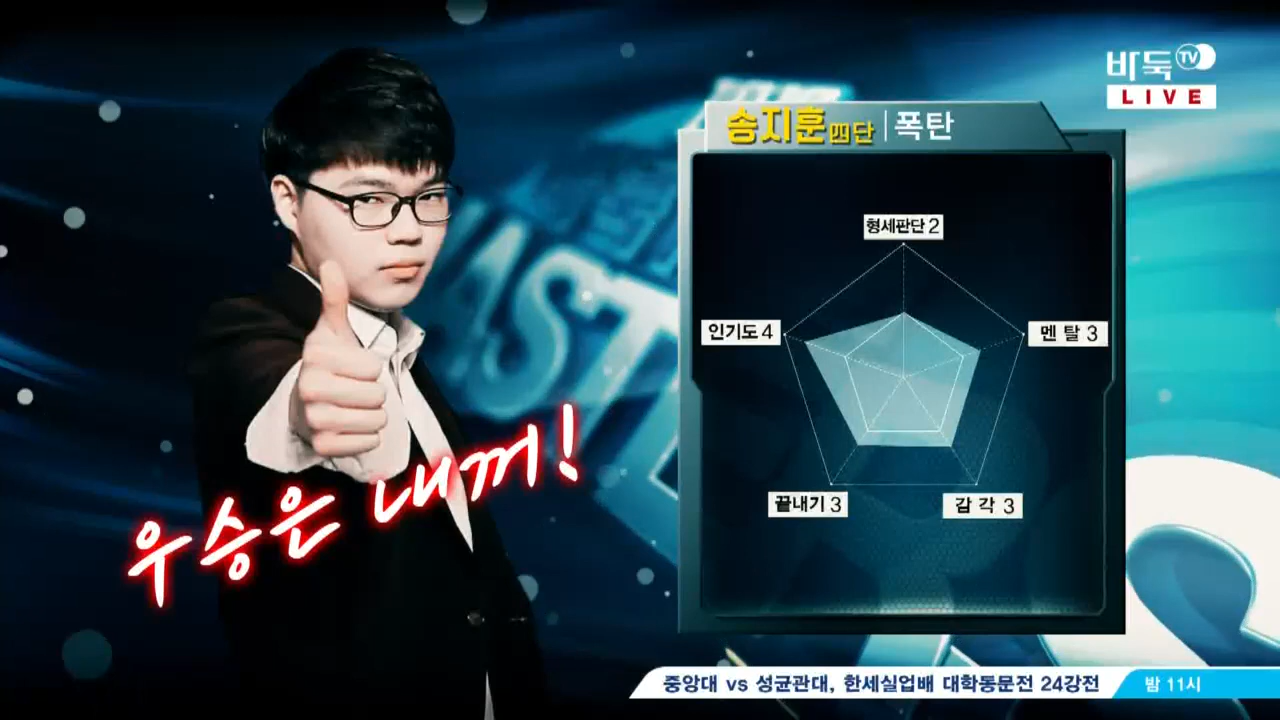 바둑 TV
LIVE
송지훈 四단 | 폭탄
형세판단 2
인기도 4
멘 탈 3
끝내기 3
감 각 3
우승은 내꺼!
중앙대 vs 성균관대, 한세실업배 대학동문전 24강전
밤 11시